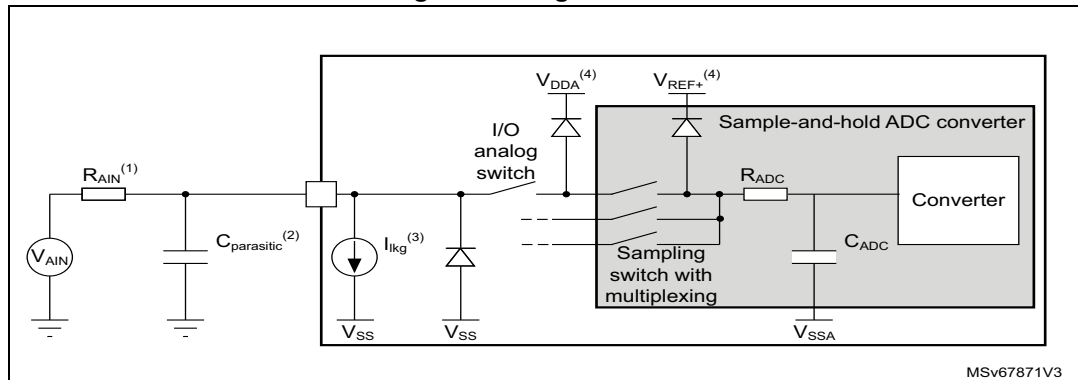 V_DDA^(4)
V_REF+^(4)
Sample-and-hold ADC converter
I/O
analog
switch
R_AIN^(1)
R_ADC
Converter
V_AIN
C_parasitic^(2)
I_lkg^(3)
C_ADC
Sampling
switch with
multiplexing
V_SS
V_SS
V_SSA
MSv67871V3